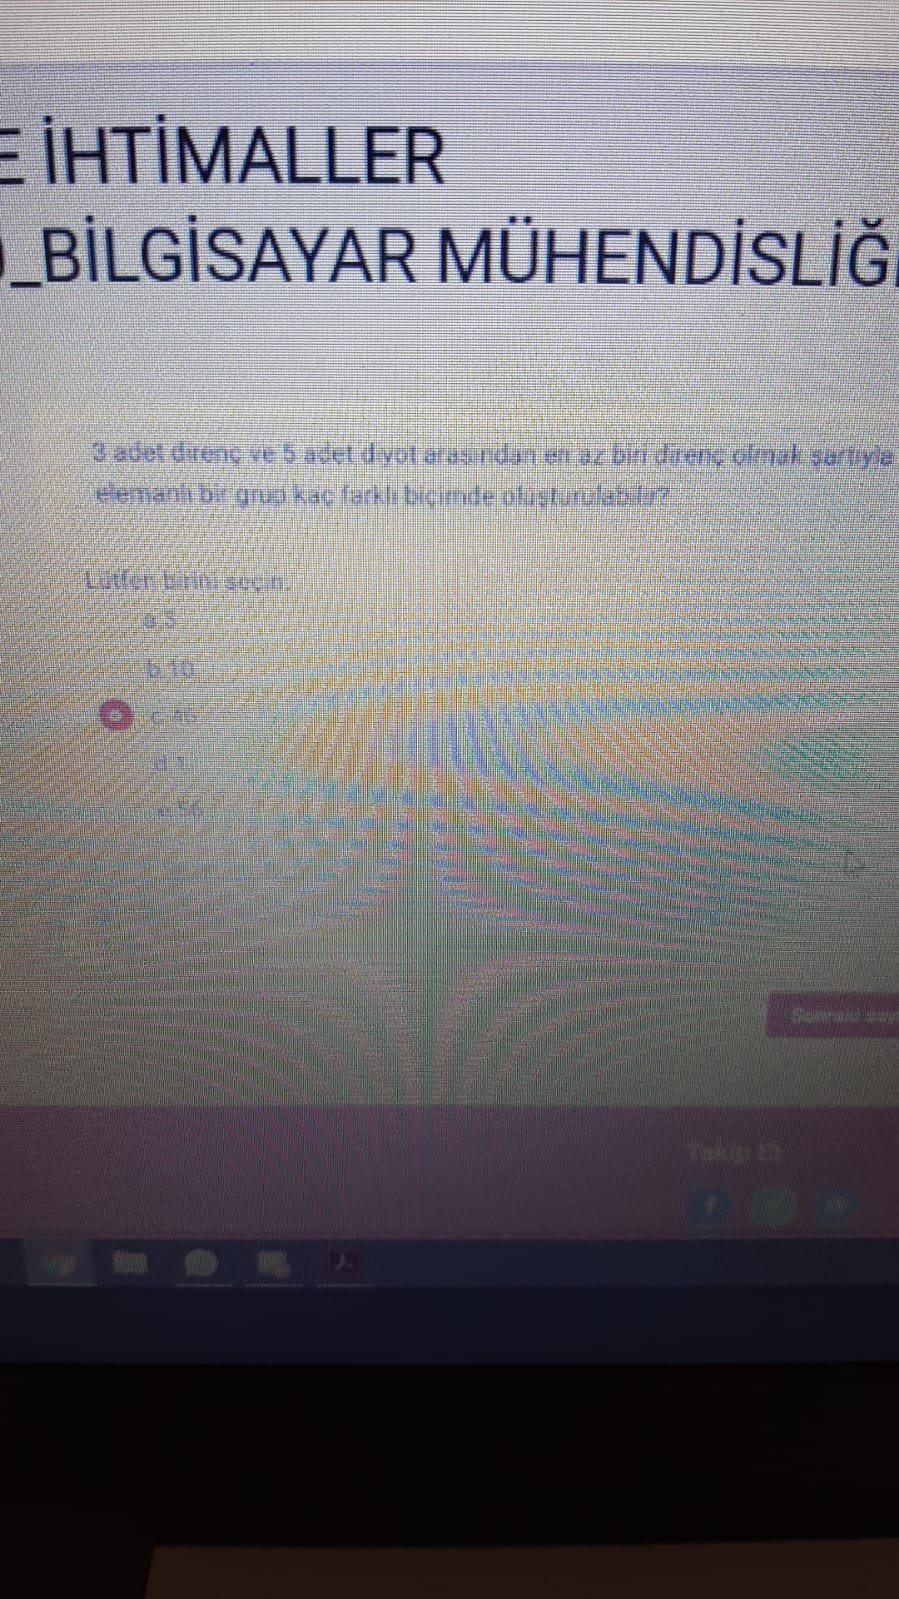 E İHTİMALLER
_BİLGİSAYAR MÜHENDİSLİĞ
3 adet direnç ve 5 adet diyot arasından en az biri direnç olmak şartıyla
elemanlı bir grup kaç farklı biçimde oluşturulabilir?
Lütfen birini seçin:
a.3
b.10
c.46
d.1
e.56
Sonraki say
Takip Et